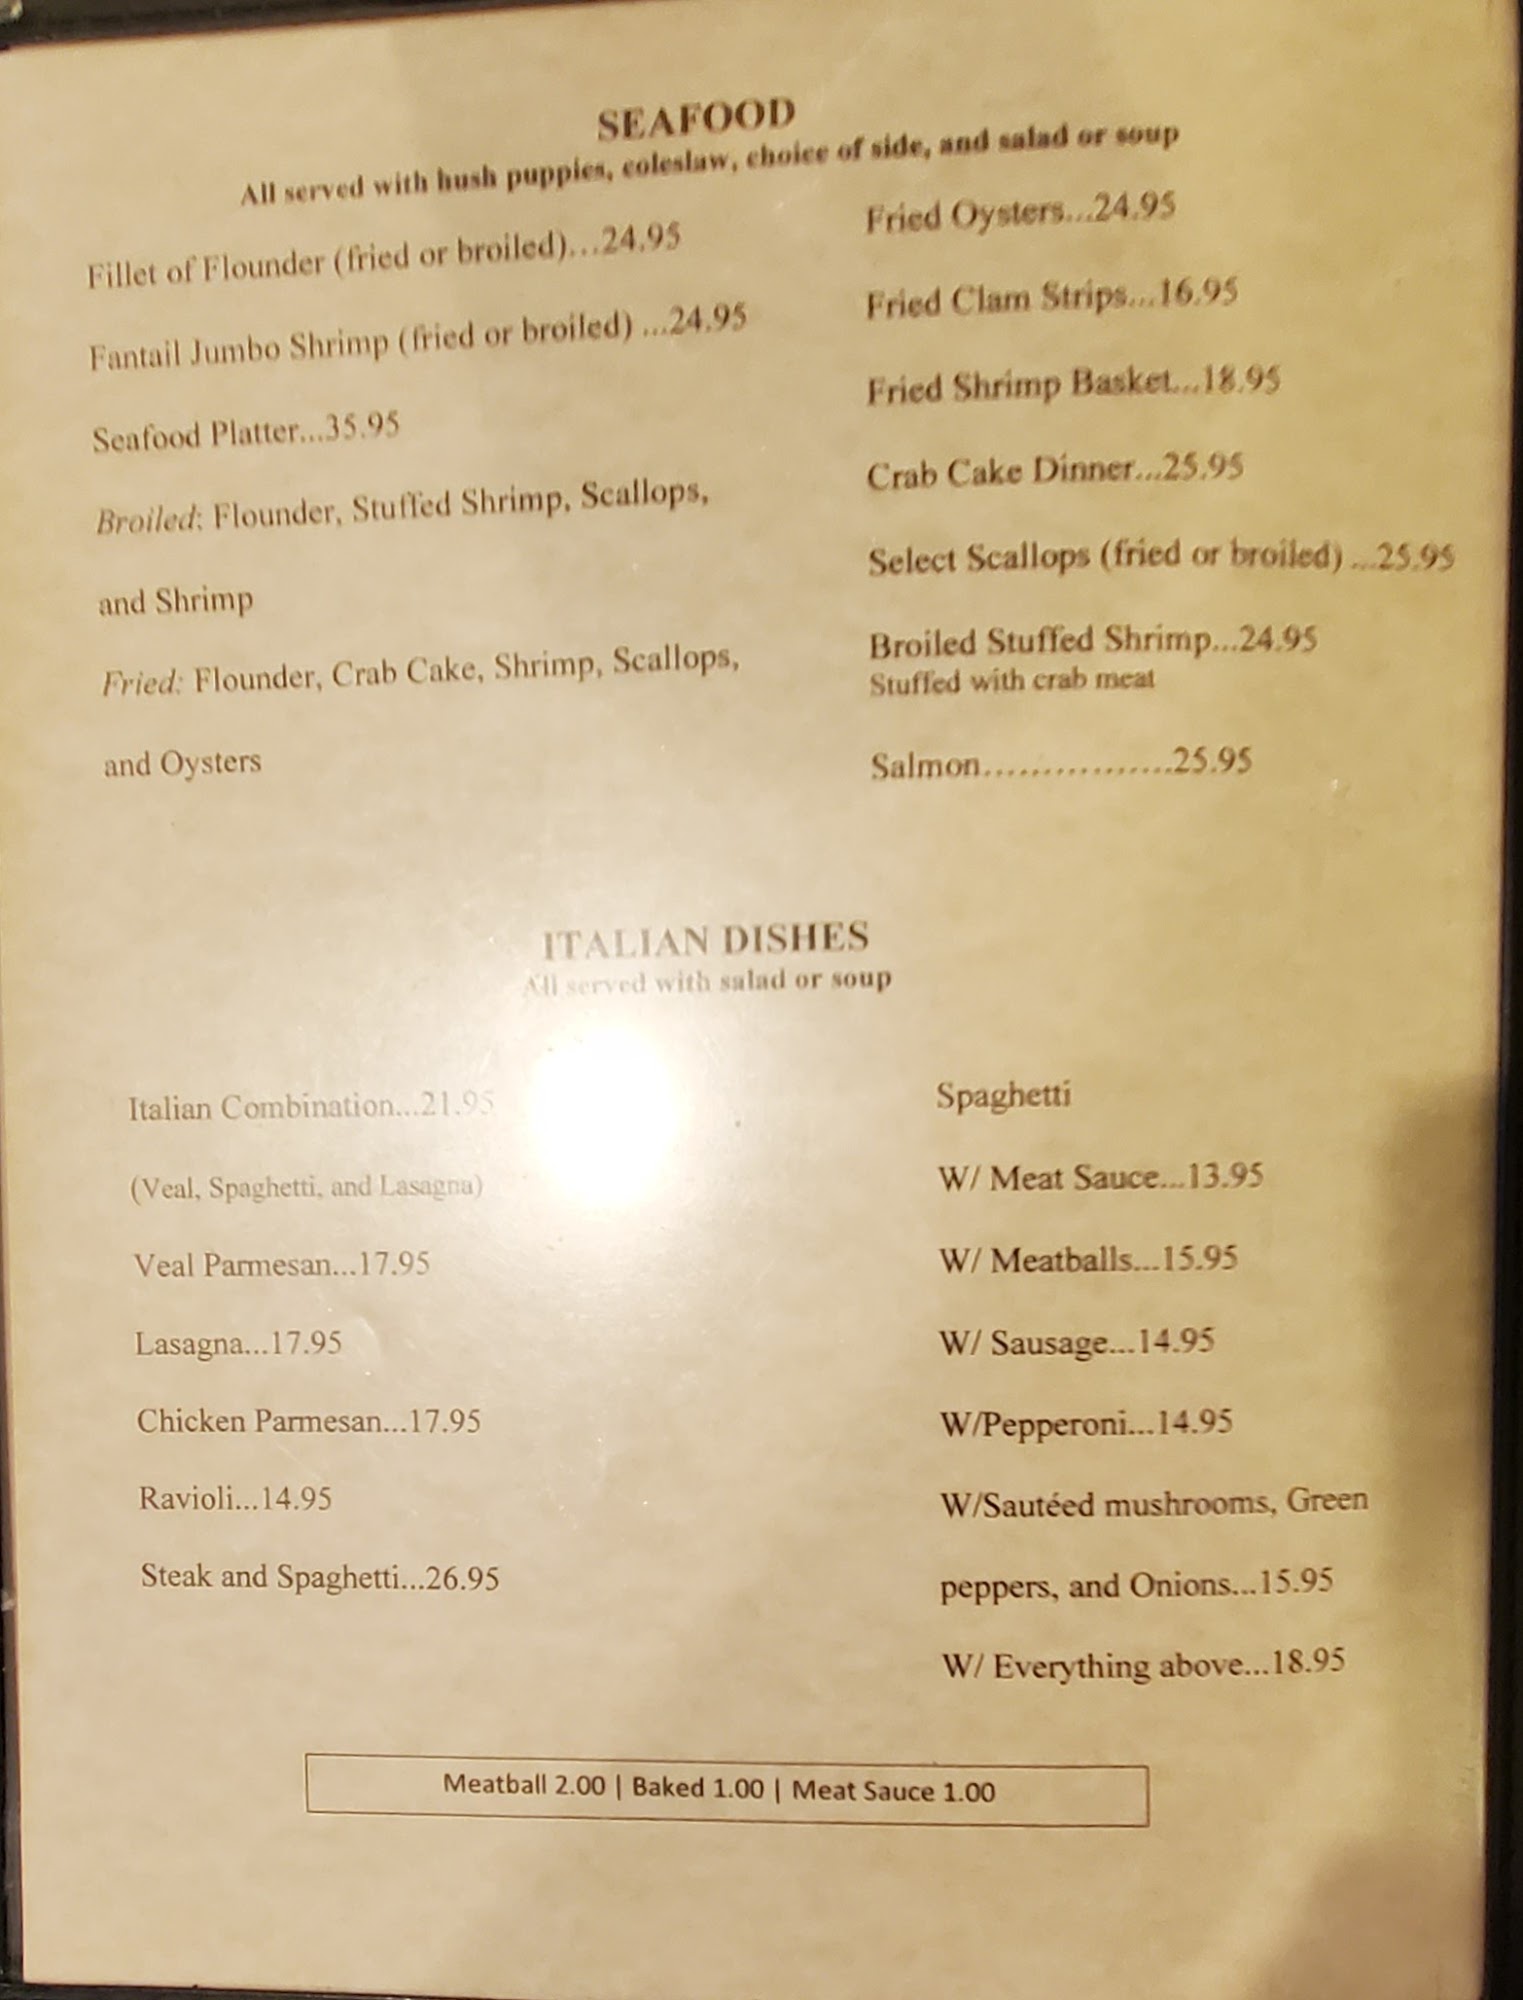 SEAFOOD
All served with hush puppies, coleslaw, choice of side, and salad or soup
Fillet of Flounder (fried or broiled)...24.95
Fantail Jumbo Shrimp (fried or broiled) ...24.95
Seafood Platter...35.95
Broiled: Flounder, Stuffed Shrimp, Scallops,
and Shrimp
Fried: Flounder, Crab Cake, Shrimp, Scallops,
and Oysters
Fried Oysters...24.95
Fried Clam Strips...16.95
Fried Shrimp Basket...18.95
Crab Cake Dinner...25.95
Select Scallops (fried or broiled) ...25.95
Broiled Stuffed Shrimp...24.95
Stuffed with crab meat
Salmon.................25.95
ITALIAN DISHES
All served with salad or soup
Italian Combination...21.95
(Veal, Spaghetti, and Lasagna)
Veal Parmesan...17.95
Lasagna...17.95
Chicken Parmesan...17.95
Ravioli...14.95
Steak and Spaghetti...26.95
Spaghetti
W/ Meat Sauce...13.95
W/ Meatballs...15.95
W/ Sausage...14.95
W/Pepperoni...14.95
W/Sautéed mushrooms, Green
peppers, and Onions...15.95
W/ Everything above...18.95
Meatball 2.00 | Baked 1.00 | Meat Sauce 1.00